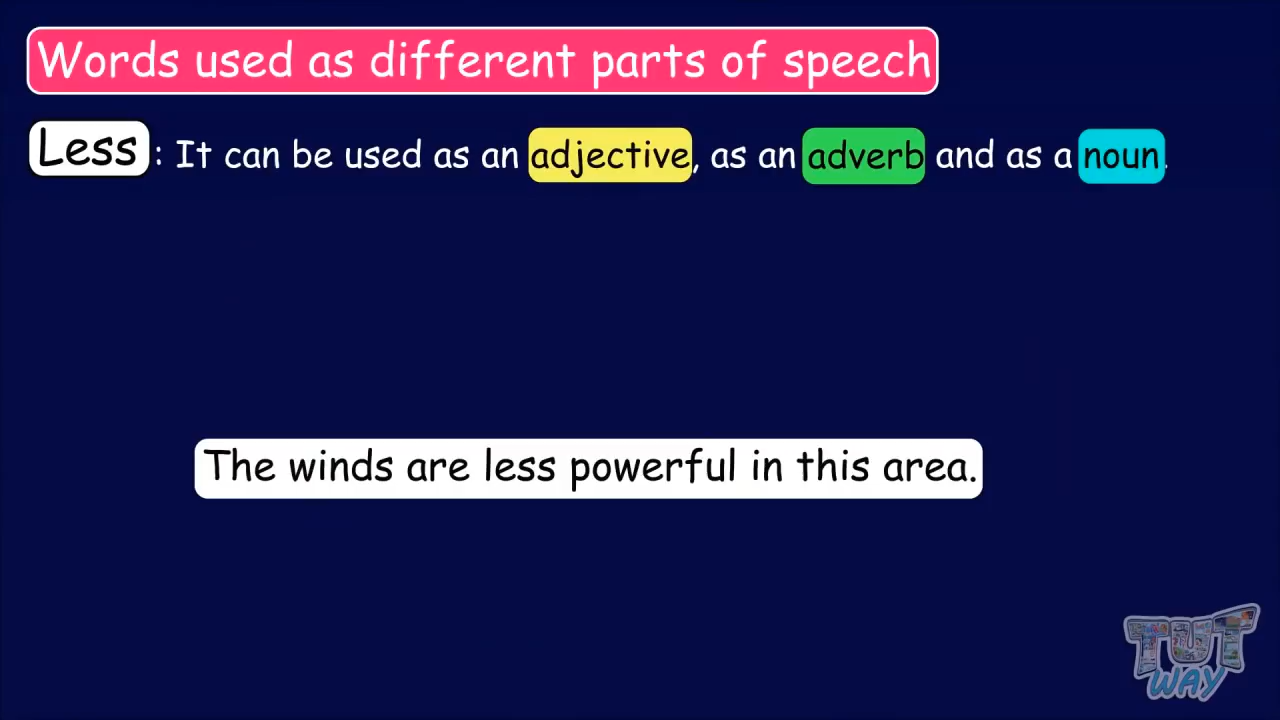 Words used as different parts of speech
Less : It can be used as an adjective, as an adverb and as a noun.
The winds are less powerful in this area.
TUT
WAY